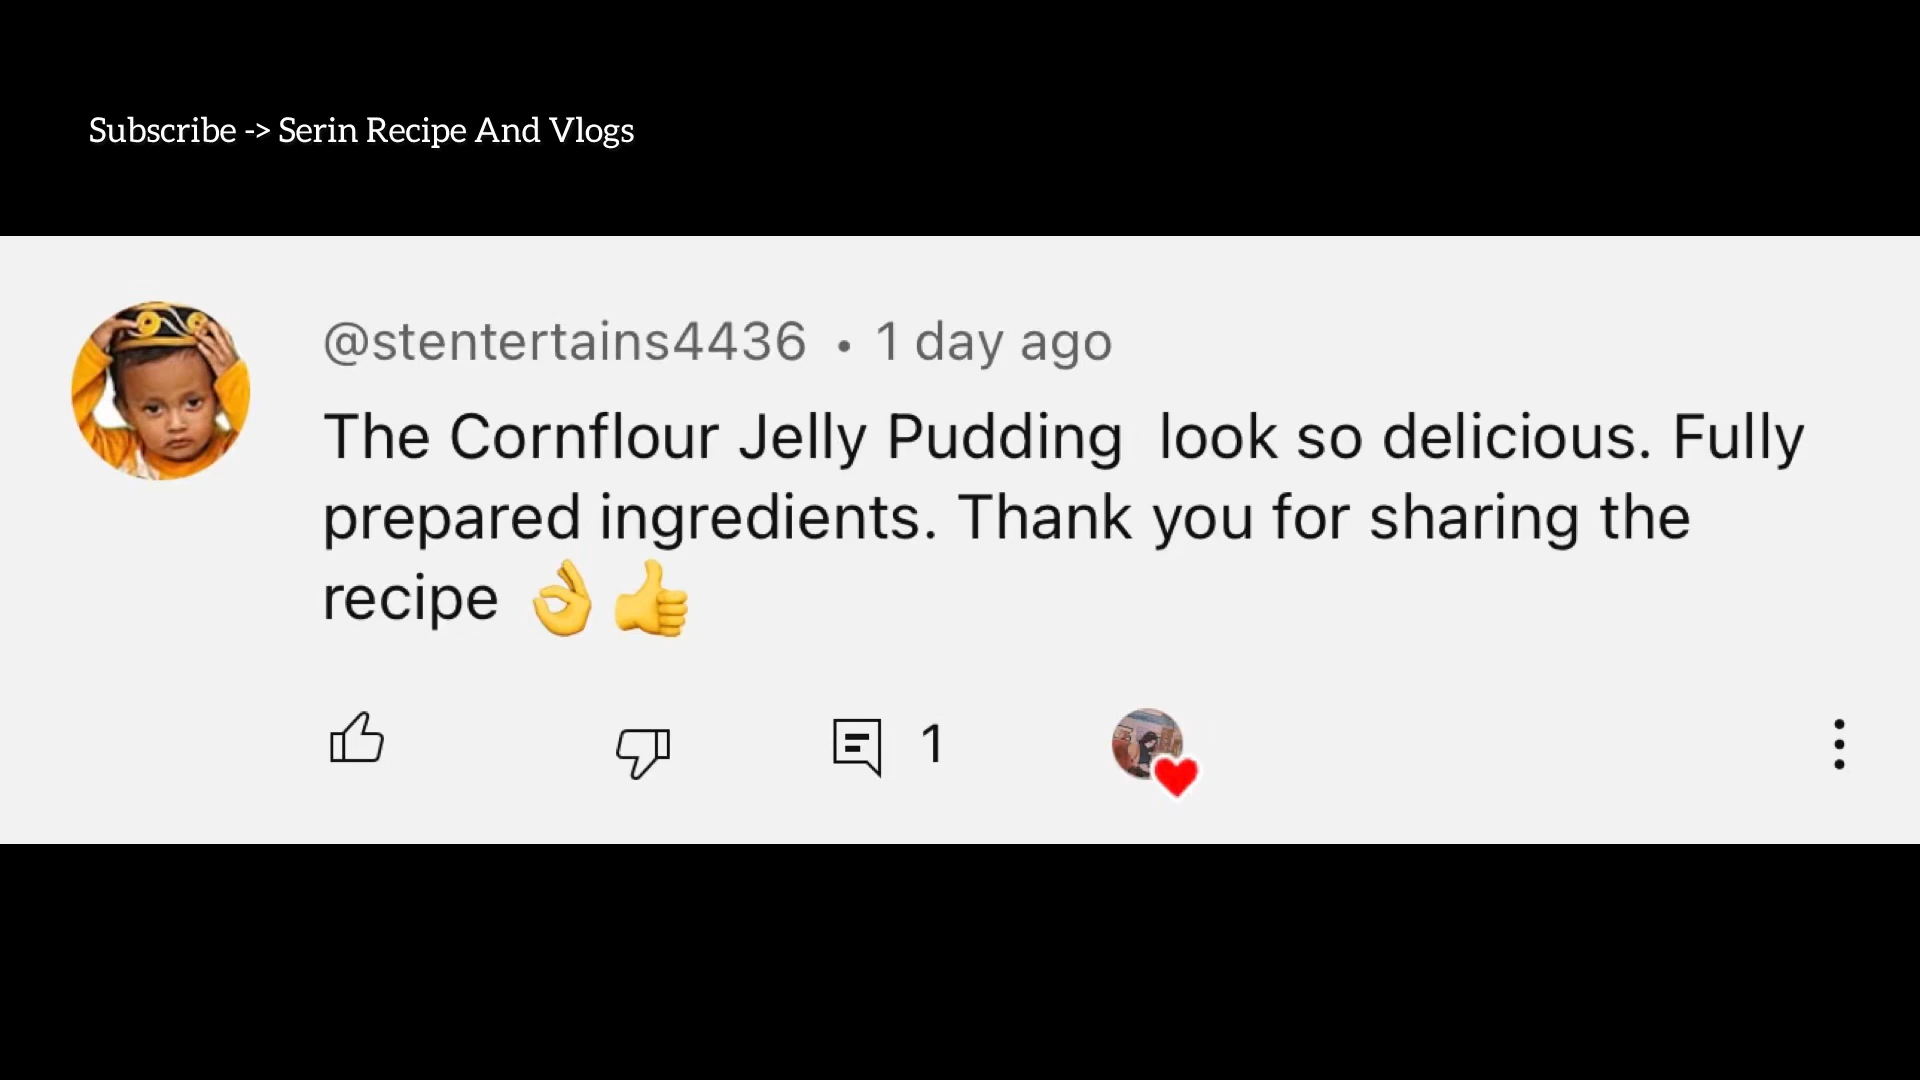 Subscribe -> Serin Recipe And Vlogs
@stentertains4436 • 1 day ago
The Cornflour Jelly Pudding  look so delicious. Fully
prepared ingredients. Thank you for sharing the
recipe 👌👍
1